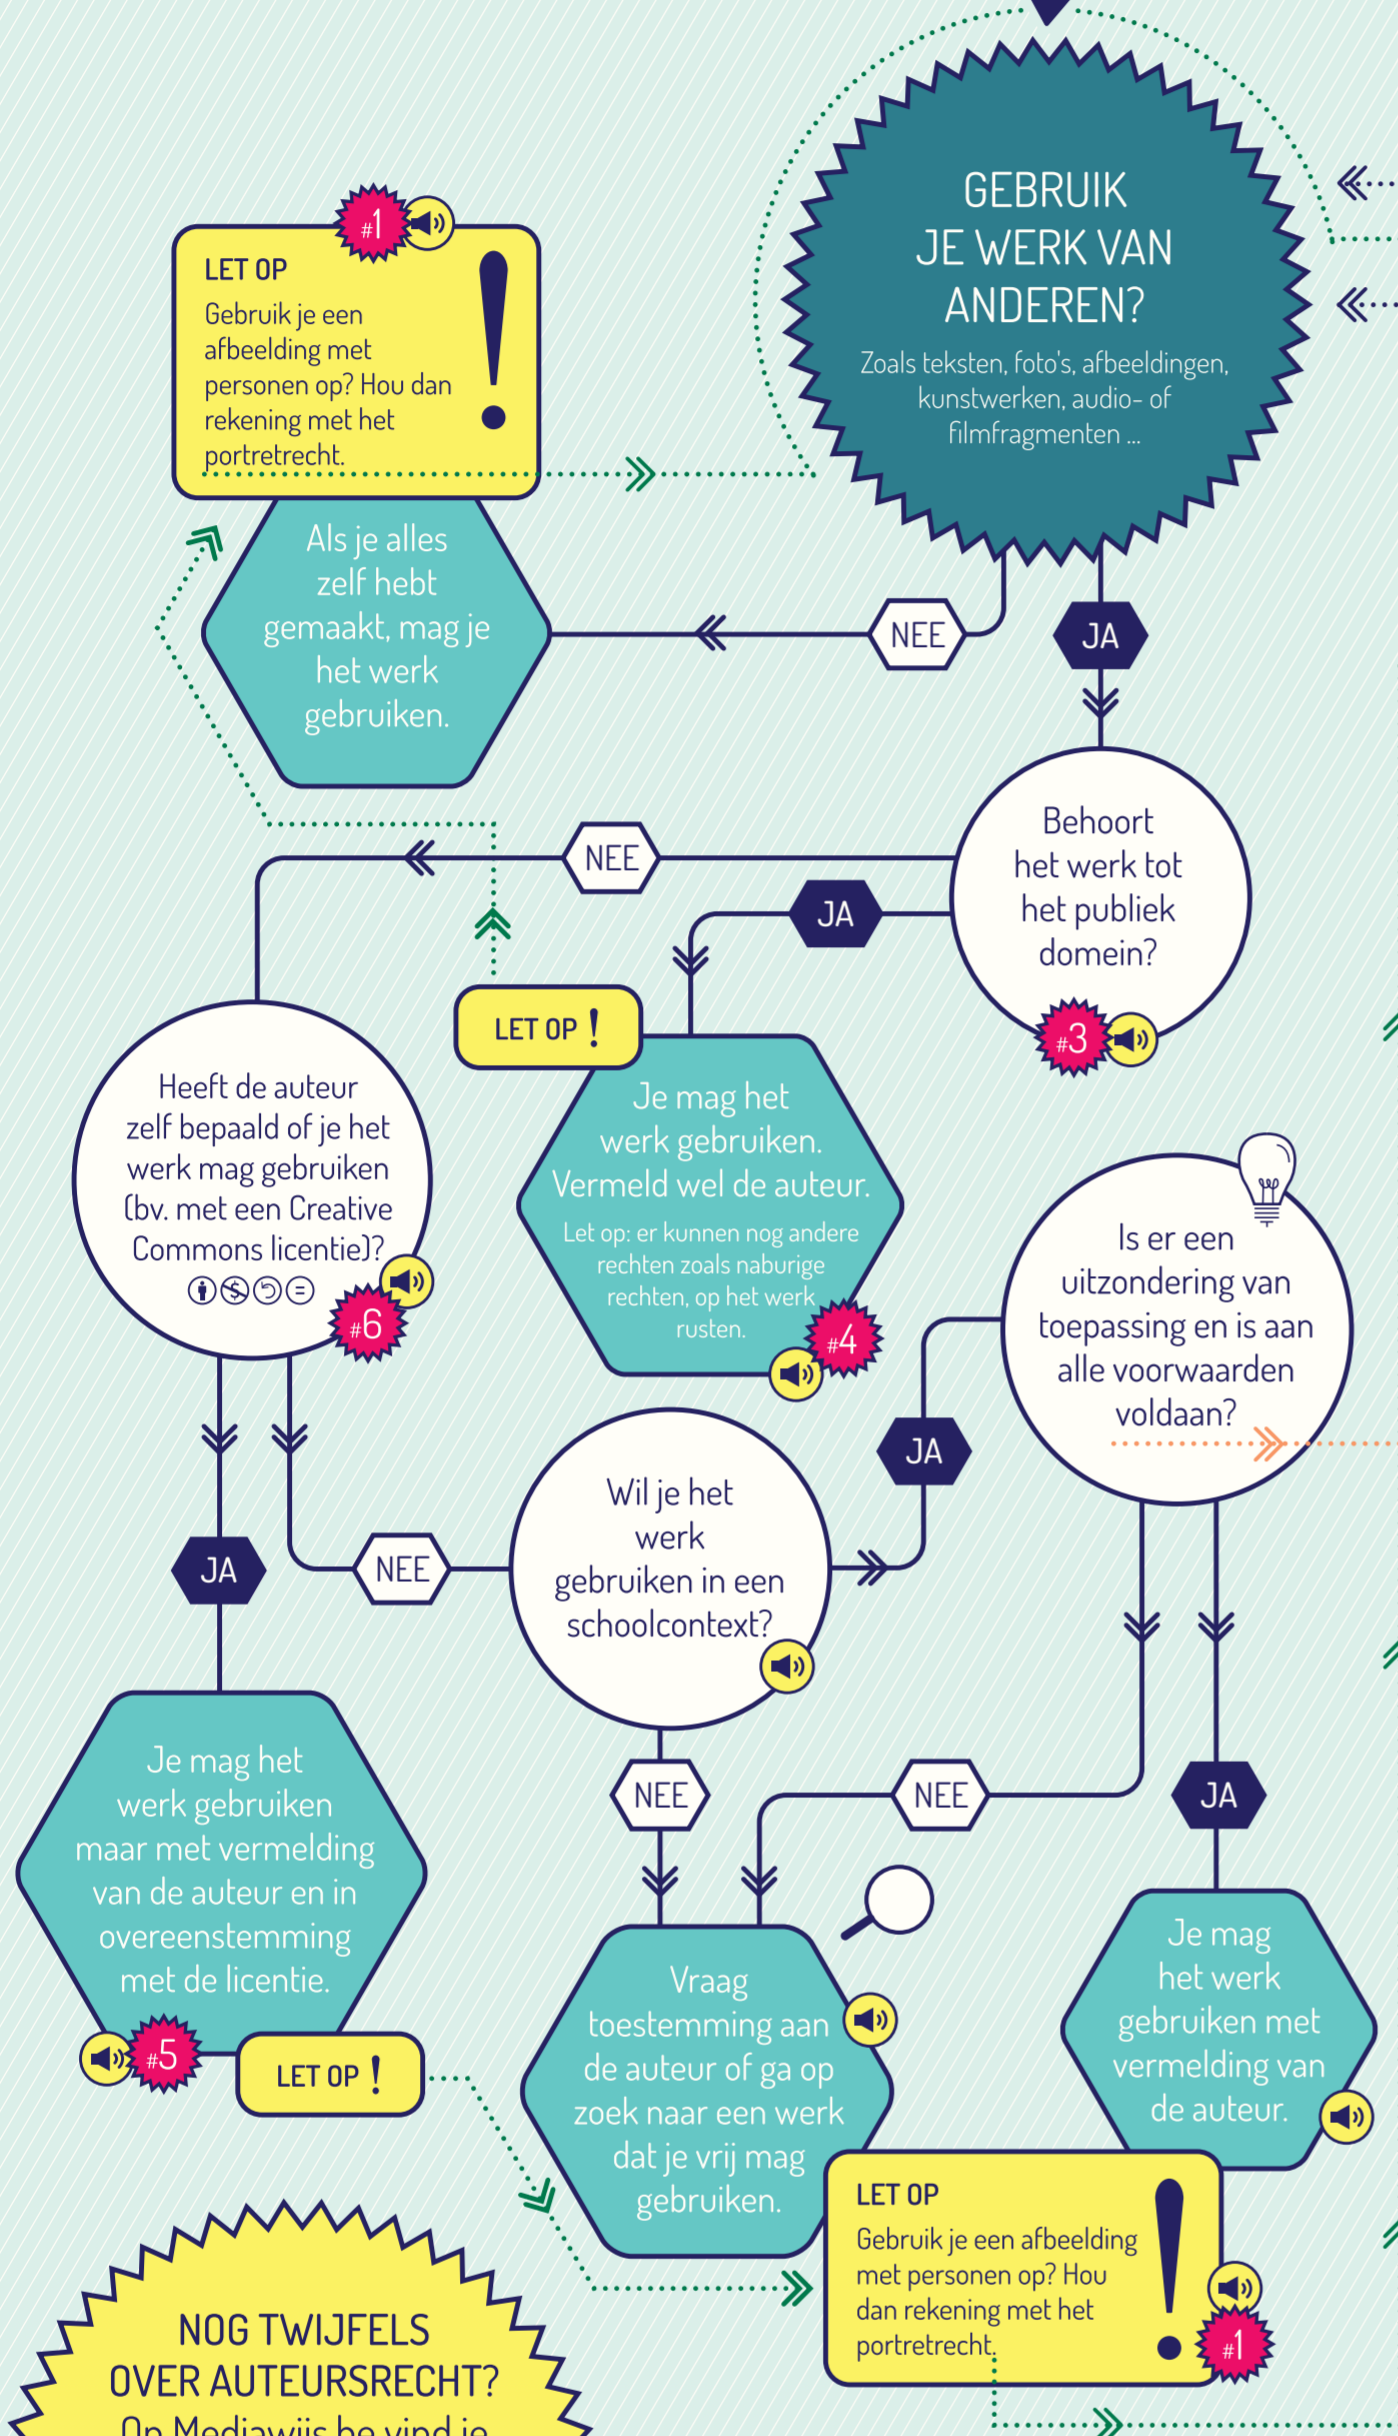 GEBRUIK
JE WERK VAN
ANDEREN?
Zoals teksten, foto's, afbeeldingen,
kunstwerken, audio- of
filmfragmenten ...
#1
LET OP
Gebruik je een
afbeelding met
personen op? Hou dan
rekening met het
portretrecht.
!
Als je alles
zelf hebt
gemaakt, mag je
het werk
gebruiken.
NEE
JA
Behoort
het werk tot
het publiek
domein?
#3
NEE
JA
LET OP !
Je mag het
werk gebruiken.
Vermeld wel de auteur.
Let op: er kunnen nog andere
rechten zoals naburige
rechten, op het werk
rusten.
#4
Heeft de auteur
zelf bepaald of je het
werk mag gebruiken
(bv. met een Creative
Commons licentie)?
#6
Is er een
uitzondering van
toepassing en is aan
alle voorwaarden
voldaan?
JA
Wil je het
werk
gebruiken in een
schoolcontext?
JA
NEE
NEE
NEE
JA
Je mag het
werk gebruiken
maar met vermelding
van de auteur en in
overeenstemming
met de licentie.
#5
LET OP !
Vraag
toestemming aan
de auteur of ga op
zoek naar een werk
dat je vrij mag
gebruiken.
Je mag
het werk
gebruiken met
vermelding van
de auteur.
LET OP
Gebruik je een afbeelding
met personen op? Hou
dan rekening met het
portretrecht.
!
#1
NOG TWIJFELS
OVER AUTEURSRECHT?
Op Mediawijs.be vind je